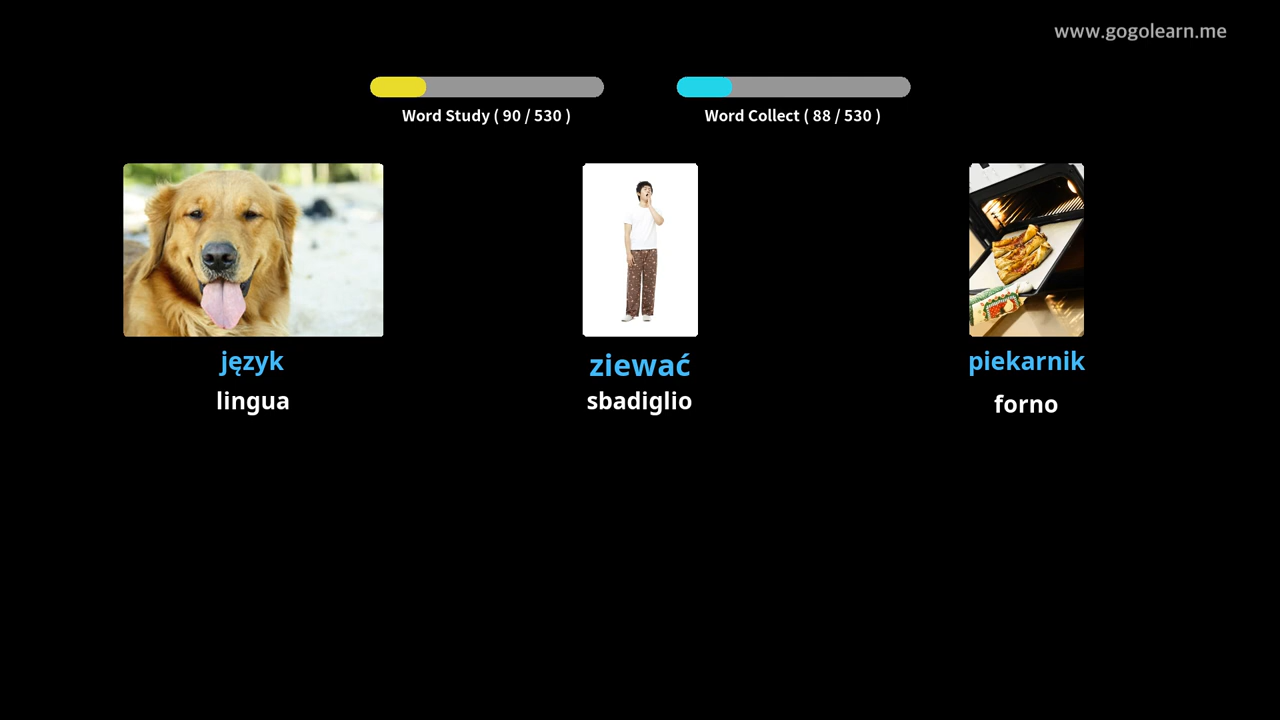 www.gogolearn.me
Word Study ( 90 / 530 )
Word Collect ( 88 / 530 )
język
ziewać
piekarnik
lingua
sbadiglio
forno